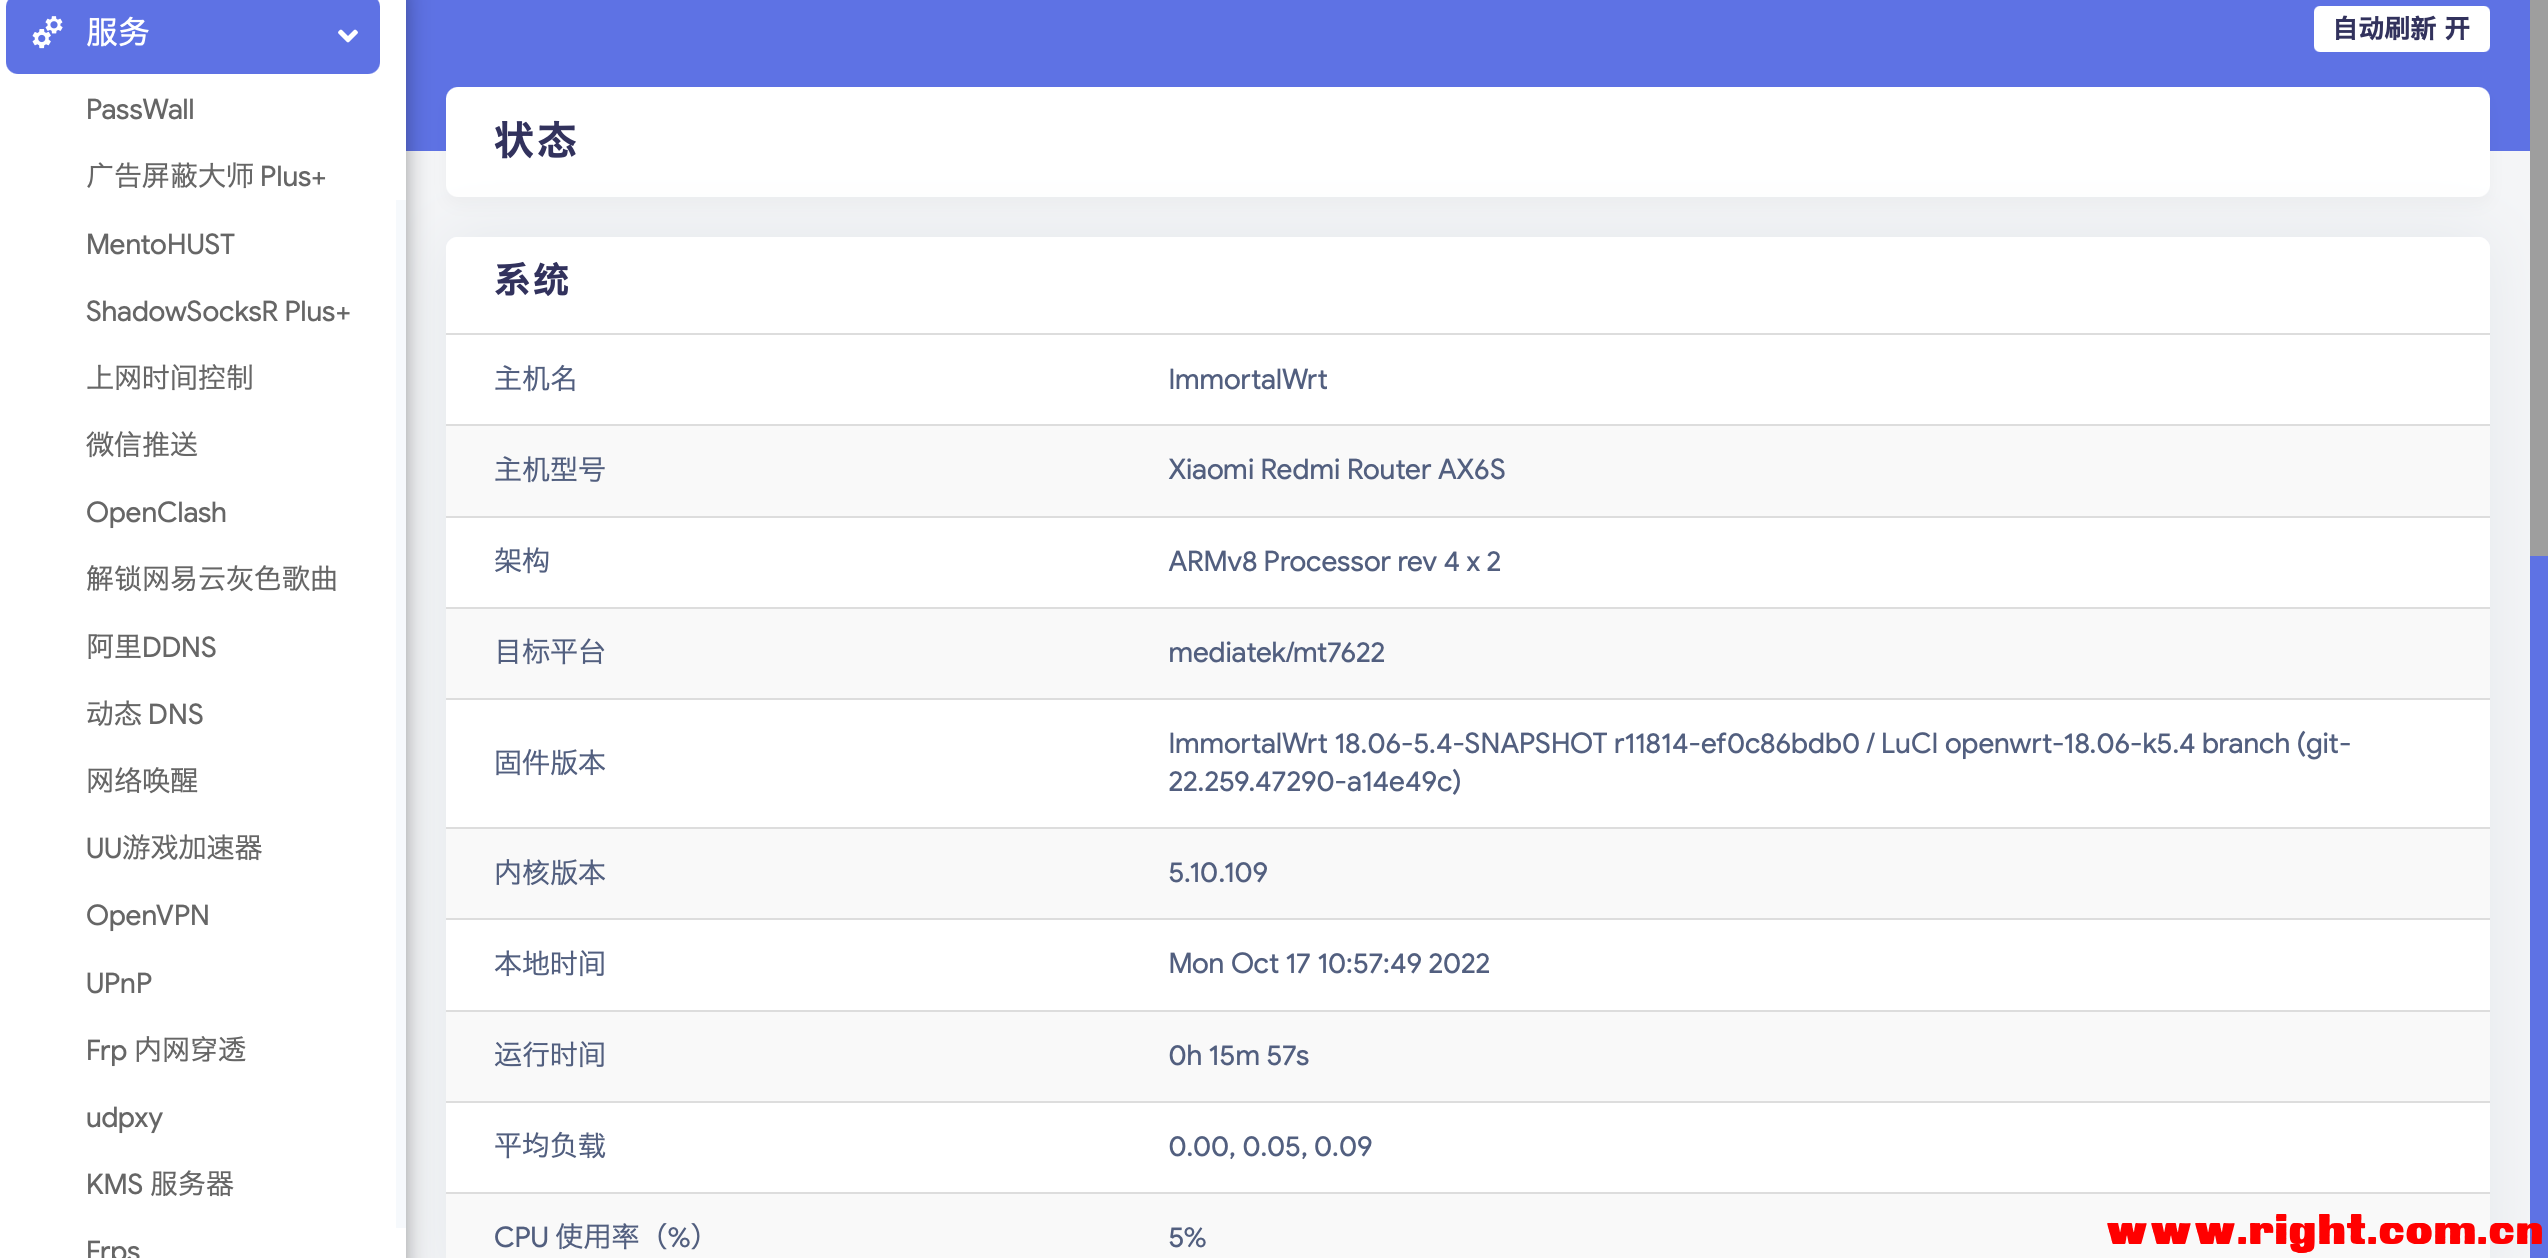 服务
PassWall
广告屏蔽大师 Plus+
MentoHUST
ShadowSocksR Plus+
上网时间控制
微信推送
OpenClash
解锁网易云灰色歌曲
阿里DDNS
动态 DNS
网络唤醒
UU游戏加速器
OpenVPN
UPnP
Frp 内网穿透
udpxy
KMS 服务器
Frps
自动刷新 开
状态
系统
主机名 ImmortalWrt
主机型号 Xiaomi Redmi Router AX6S
架构 ARMv8 Processor rev 4 x 2
目标平台 mediatek/mt7622
固件版本 ImmortalWrt 18.06-5.4-SNAPSHOT r11814-ef0c86bdb0 / LuCI openwrt-18.06-k5.4 branch (git-
22.259.47290-a14e49c)
内核版本 5.10.109
本地时间 Mon Oct 17 10:57:49 2022
运行时间 0h 15m 57s
平均负载 0.00, 0.05, 0.09
CPU 使用率（%） 5%
www.right.com.cn